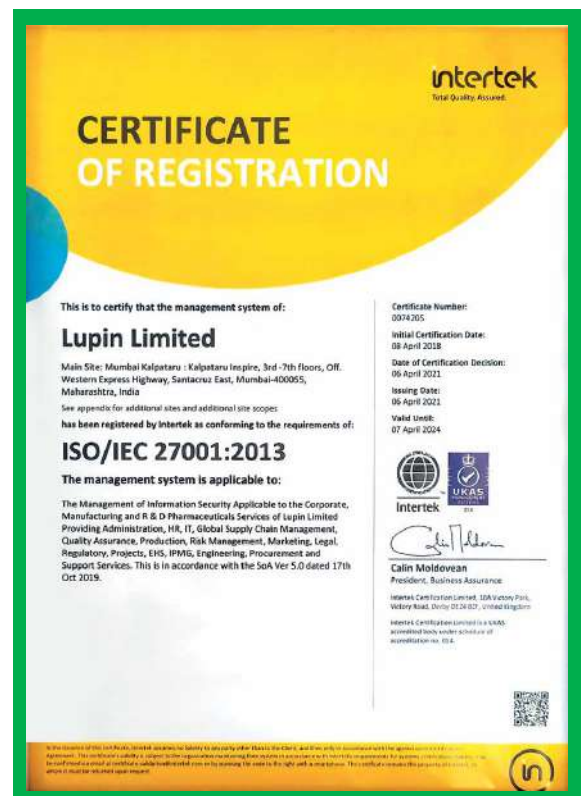 intertek
Total Quality. Assured.
CERTIFICATE
OF REGISTRATION
This is to certify that the management system of:
Lupin Limited
Main Site: Mumbai Kalpataru : Kalpataru Inspire, 3rd -7th floors, Off.
Western Express Highway, Santacruz East, Mumbai-400055,
Maharashtra, India
See appendix for additional sites and additional site scopes
has been registered by Intertek as conforming to the requirements of:
ISO/IEC 27001:2013
The management system is applicable to:
The Management of Information Security Applicable to the Corporate,
Manufacturing and R & D Pharmaceuticals Services of Lupin Limited
Providing Administration, HR, IT, Global Supply Chain Management,
Quality Assurance, Production, Risk Management, Marketing, Legal,
Regulatory, Projects, EHS, IPMG, Engineering, Procurement and
Support Services. This is in accordance with the SoA Ver 5.0 dated 17th
Oct 2019.
Certificate Number:
0074205
Initial Certification Date:
08 April 2018
Date of Certification Decision:
06 April 2021
Issuing Date:
06 April 2021
Valid Until:
07 April 2024
Intertek
UKAS
MANAGEMENT
SYSTEMS
014
Calin Moldovean
President, Business Assurance
Intertek Certification Limited, 10A Victory Park,
Victory Road, Derby DE24 8ZF, United Kingdom
Intertek Certification Limited is a UKAS
accredited body under schedule of
accreditation no. 014.
in